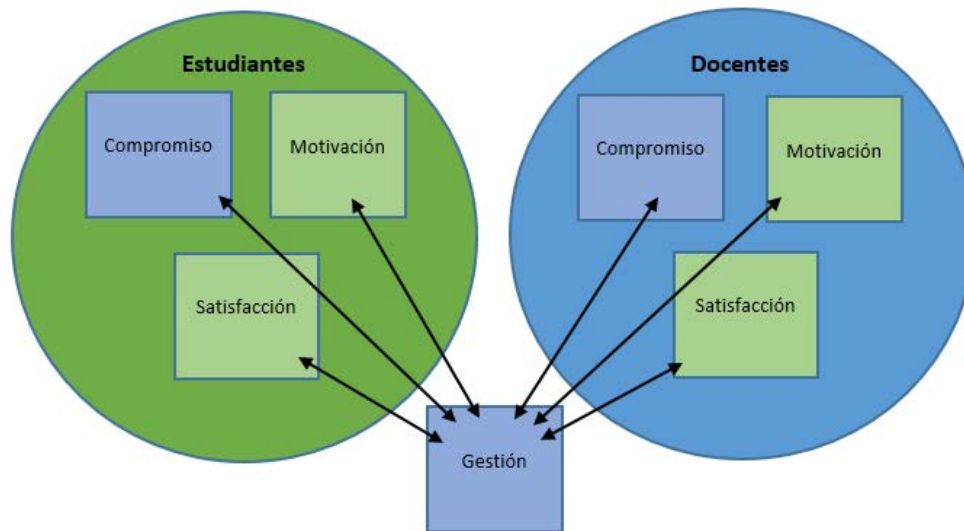 Estudiantes
Compromiso
Motivación
Satisfacción
Docentes
Compromiso
Motivación
Satisfacción
Gestión